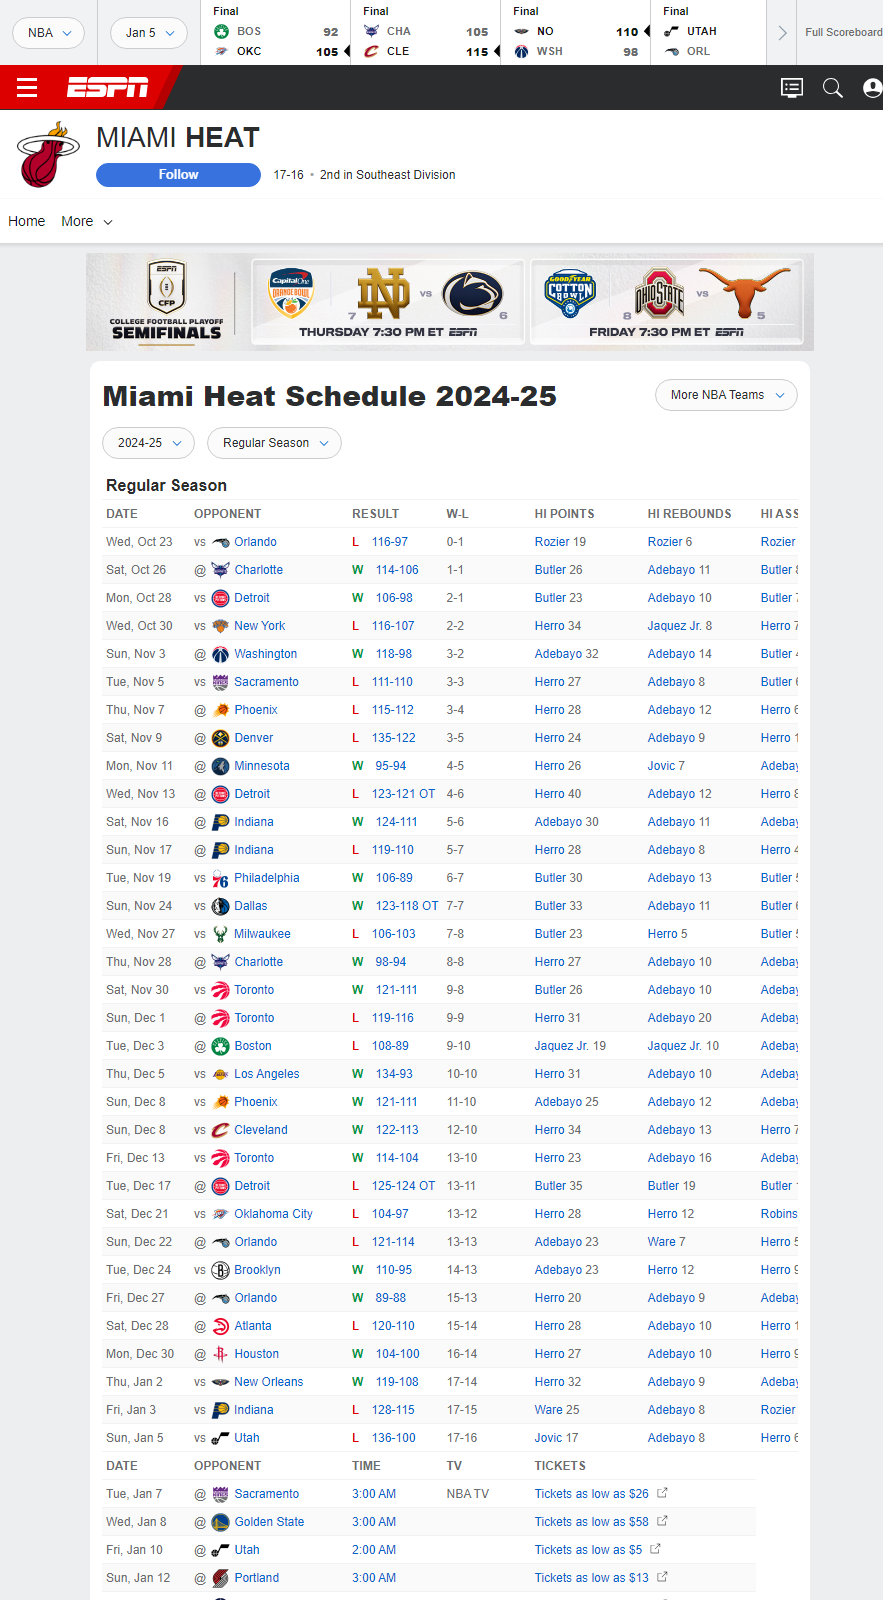 NBA
Jan 5
Final
BOS 92
OKC 105
Final
CHA 105
CLE 115
Final
NO 110
WSH 98
Final
UTAH
ORL
Full Scoreboard
ESPN
MIAMI HEAT
Follow
17-16 • 2nd in Southeast Division
Home More
ESPN
CFP
COLLEGE FOOTBALL PLAYOFF
SEMIFINALS
Capital One
ORANGE BOWL
7 ND VS 6
THURSDAY 7:30 PM ET ESPN
GOODYEAR
COTTON BOWL
8 OHIO STATE VS 5
FRIDAY 7:30 PM ET ESPN
Miami Heat Schedule 2024-25
More NBA Teams
2024-25
Regular Season
Regular Season
DATE OPPONENT RESULT W-L HI POINTS HI REBOUNDS HI ASS
Wed, Oct 23 vs Orlando L 116-97 0-1 Rozier 19 Rozier 6 Rozier
Sat, Oct 26 @ Charlotte W 114-106 1-1 Butler 26 Adebayo 11 Butler
Mon, Oct 28 vs Detroit W 106-98 2-1 Butler 23 Adebayo 10 Butler
Wed, Oct 30 vs New York L 116-107 2-2 Herro 34 Jaquez Jr. 8 Herro 7
Sun, Nov 3 @ Washington W 118-98 3-2 Adebayo 32 Adebayo 14 Butler
Tue, Nov 5 vs Sacramento L 111-110 3-3 Herro 27 Adebayo 8 Butler
Thu, Nov 7 @ Phoenix L 115-112 3-4 Herro 28 Adebayo 12 Herro 6
Sat, Nov 9 @ Denver L 135-122 3-5 Herro 24 Adebayo 9 Herro 1
Mon, Nov 11 @ Minnesota W 95-94 4-5 Herro 26 Jovic 7 Adebay
Wed, Nov 13 @ Detroit L 123-121 OT 4-6 Herro 40 Adebayo 12 Herro 8
Sat, Nov 16 @ Indiana W 124-111 5-6 Adebayo 30 Adebayo 11 Adebay
Sun, Nov 17 @ Indiana L 119-110 5-7 Herro 28 Adebayo 8 Herro 4
Tue, Nov 19 vs Philadelphia W 106-89 6-7 Butler 30 Adebayo 13 Butler
Sun, Nov 24 vs Dallas W 123-118 OT 7-7 Butler 33 Adebayo 11 Butler
Wed, Nov 27 vs Milwaukee L 106-103 7-8 Butler 23 Herro 5 Butler
Thu, Nov 28 @ Charlotte W 98-94 8-8 Herro 27 Adebayo 10 Adebay
Sat, Nov 30 vs Toronto W 121-111 9-8 Butler 26 Adebayo 10 Adebay
Sun, Dec 1 @ Toronto L 119-116 9-9 Herro 31 Adebayo 20 Adebay
Tue, Dec 3 @ Boston L 108-89 9-10 Jaquez Jr. 19 Jaquez Jr. 10 Adebay
Thu, Dec 5 vs Los Angeles W 134-93 10-10 Herro 31 Adebayo 10 Adebay
Sun, Dec 8 vs Phoenix W 121-111 11-10 Adebayo 25 Adebayo 12 Adebay
Sun, Dec 8 vs Cleveland W 122-113 12-10 Herro 34 Adebayo 13 Herro 7
Fri, Dec 13 vs Toronto W 114-104 13-10 Herro 23 Adebayo 16 Adebay
Tue, Dec 17 @ Detroit L 125-124 OT 13-11 Butler 35 Butler 19 Butler
Sat, Dec 21 vs Oklahoma City L 104-97 13-12 Herro 28 Herro 12 Robins
Sun, Dec 22 @ Orlando L 121-114 13-13 Adebayo 23 Ware 7 Herro 5
Tue, Dec 24 vs Brooklyn W 110-95 14-13 Adebayo 23 Herro 12 Herro 9
Fri, Dec 27 @ Orlando W 89-88 15-13 Herro 20 Adebayo 9 Adebay
Sat, Dec 28 @ Atlanta L 120-110 15-14 Herro 28 Adebayo 10 Herro 1
Mon, Dec 30 @ Houston W 104-100 16-14 Herro 27 Adebayo 10 Herro 9
Thu, Jan 2 vs New Orleans W 119-108 17-14 Herro 32 Adebayo 9 Adebay
Fri, Jan 3 vs Indiana L 128-115 17-15 Ware 25 Adebayo 8 Rozier
Sun, Jan 5 vs Utah L 136-100 17-16 Jovic 17 Adebayo 8 Herro 6
DATE OPPONENT TIME TV TICKETS
Tue, Jan 7 @ Sacramento 3:00 AM NBA TV Tickets as low as $26
Wed, Jan 8 @ Golden State 3:00 AM Tickets as low as $58
Fri, Jan 10 @ Utah 2:00 AM Tickets as low as $5
Sun, Jan 12 @ Portland 3:00 AM Tickets as low as $13